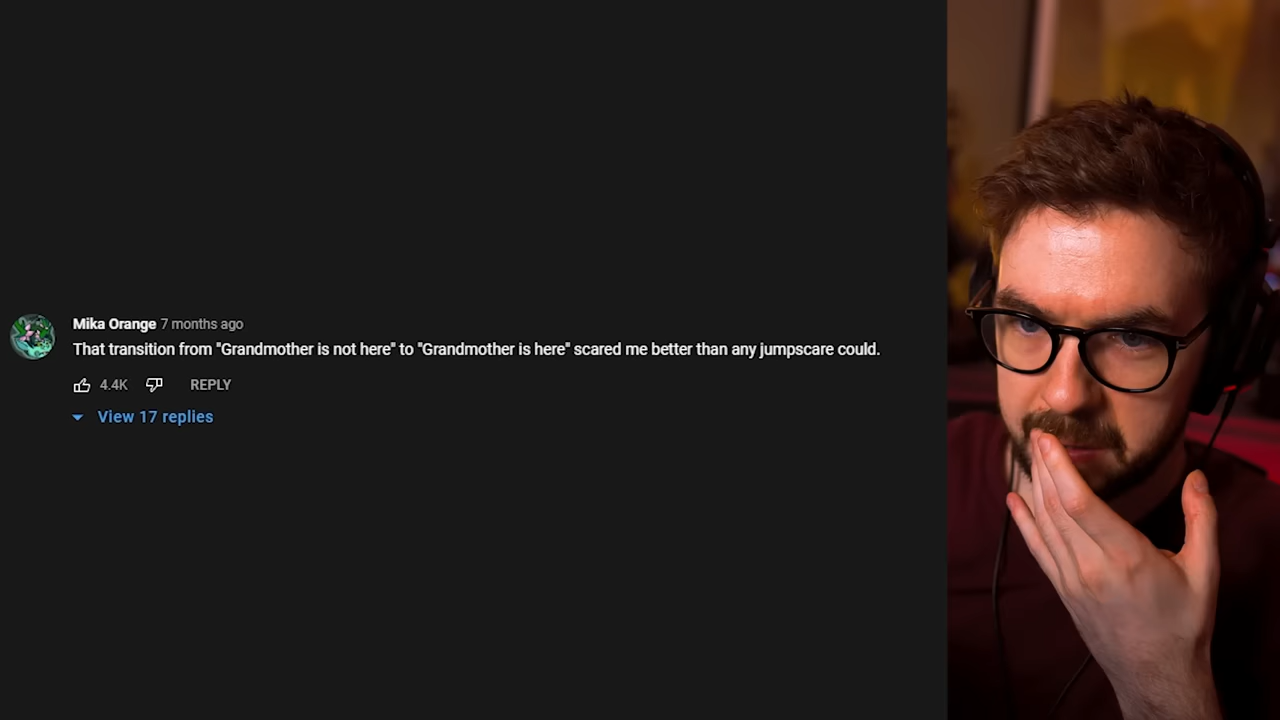 Mika Orange 7 months ago
That transition from "Grandmother is not here" to "Grandmother is here" scared me better than any jumpscare could.
4.4K REPLY
View 17 replies